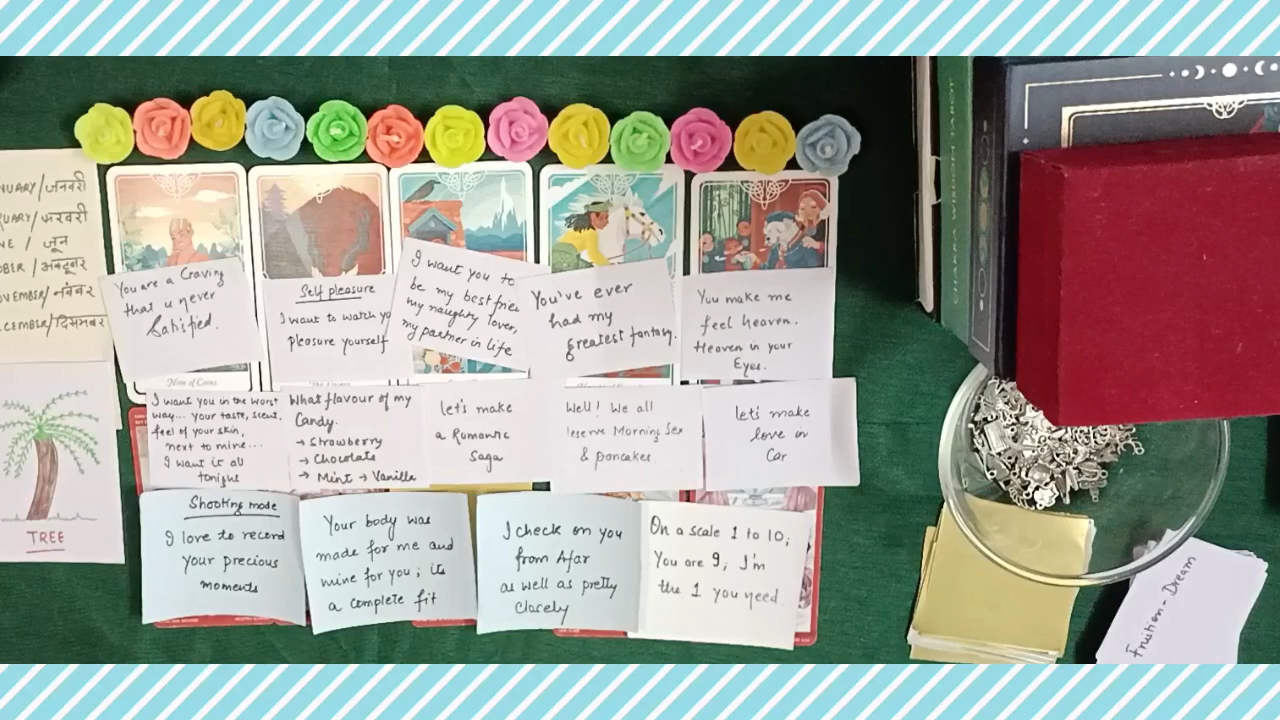 NUARY/जनवरी
RUARY/फरवरी
NE / जून
OBER / अक्टूबर
OVEMBER/नवंबर
ECEMBER/दिसम्बर
TREE
You are a Craving
that is never
Satisfied.
Self pleasure
I want to watch yo
pleasure yourself
I want you to
be my best frie
my naughty lover,
my partner in life
You've ever
had my
greatest fantasy.
You make me
feel heaven.
Heaven in your
Eyes.
Nine of Coins
I want you in the worst
way... your taste, scent,
feel of your skin,
next to mine...
I want it all
tonight
What flavour of my
Candy.
→ Strawberry
→ Chocolate
→ Mint → Vanilla
let's make
a Romantic
Saga
Well! We all
deserve Morning Sex
& pancakes
let's make
love in
Car
Shooting mode
I love to record
your precious
moments
Your body was
made for me and
mine for you; its
a complete fit
I check on you
from Afar
as well as pretty
closely
On a scale 1 to 10;
You are 9, I'm
the 1 you need
CHAKRA WISDOM TAROT
Fruition - Dream